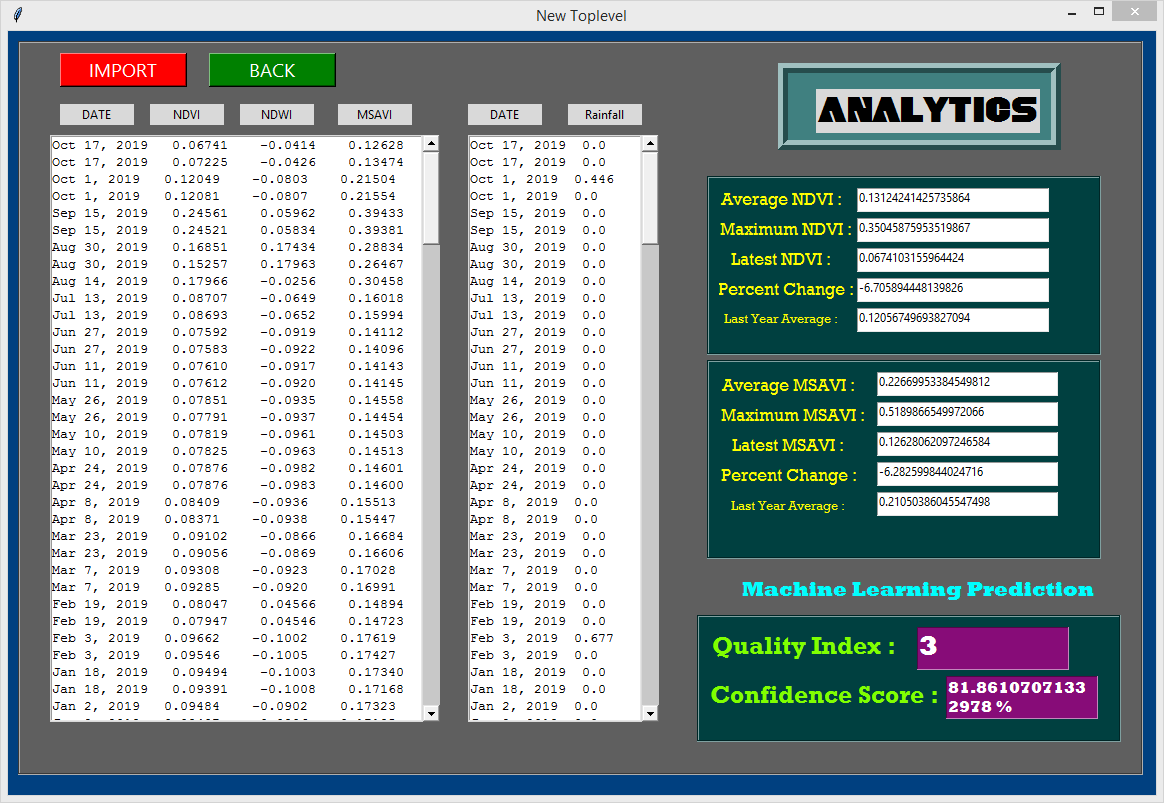 New Toplevel
IMPORT BACK
ANALYTICS
DATE NDVI NDWI MSAVI
Oct 17, 2019 0.06741 -0.0414 0.12628
Oct 17, 2019 0.07225 -0.0426 0.13474
Oct 1, 2019 0.12049 -0.0803 0.21504
Oct 1, 2019 0.12081 -0.0807 0.21554
Sep 15, 2019 0.24561 0.05962 0.39433
Sep 15, 2019 0.24521 0.05834 0.39381
Aug 30, 2019 0.16851 0.17434 0.28834
Aug 30, 2019 0.15257 0.17963 0.26467
Aug 14, 2019 0.17966 -0.0256 0.30458
Jul 13, 2019 0.08707 -0.0649 0.16018
Jul 13, 2019 0.08693 -0.0652 0.15994
Jun 27, 2019 0.07592 -0.0919 0.14112
Jun 27, 2019 0.07583 -0.0922 0.14096
Jun 11, 2019 0.07610 -0.0917 0.14143
Jun 11, 2019 0.07612 -0.0920 0.14145
May 26, 2019 0.07851 -0.0935 0.14558
May 26, 2019 0.07791 -0.0937 0.14454
May 10, 2019 0.07819 -0.0961 0.14503
May 10, 2019 0.07825 -0.0963 0.14513
Apr 24, 2019 0.07876 -0.0982 0.14601
Apr 24, 2019 0.07876 -0.0983 0.14600
Apr 8, 2019 0.08409 -0.0936 0.15513
Apr 8, 2019 0.08371 -0.0938 0.15447
Mar 23, 2019 0.09102 -0.0866 0.16684
Mar 23, 2019 0.09056 -0.0869 0.16606
Mar 7, 2019 0.09308 -0.0923 0.17028
Mar 7, 2019 0.09285 -0.0920 0.16991
Feb 19, 2019 0.08047 0.04566 0.14894
Feb 19, 2019 0.07947 0.04546 0.14723
Feb 3, 2019 0.09662 -0.1002 0.17619
Feb 3, 2019 0.09546 -0.1005 0.17427
Jan 18, 2019 0.09494 -0.1003 0.17340
Jan 18, 2019 0.09391 -0.1008 0.17168
Jan 2, 2019 0.09484 -0.0902 0.17323
DATE Rainfall
Oct 17, 2019 0.0
Oct 17, 2019 0.0
Oct 1, 2019 0.446
Oct 1, 2019 0.0
Sep 15, 2019 0.0
Sep 15, 2019 0.0
Aug 30, 2019 0.0
Aug 30, 2019 0.0
Aug 14, 2019 0.0
Jul 13, 2019 0.0
Jul 13, 2019 0.0
Jun 27, 2019 0.0
Jun 27, 2019 0.0
Jun 11, 2019 0.0
Jun 11, 2019 0.0
May 26, 2019 0.0
May 26, 2019 0.0
May 10, 2019 0.0
May 10, 2019 0.0
Apr 24, 2019 0.0
Apr 24, 2019 0.0
Apr 8, 2019 0.0
Apr 8, 2019 0.0
Mar 23, 2019 0.0
Mar 23, 2019 0.0
Mar 7, 2019 0.0
Mar 7, 2019 0.0
Feb 19, 2019 0.0
Feb 19, 2019 0.0
Feb 3, 2019 0.677
Feb 3, 2019 0.0
Jan 18, 2019 0.0
Jan 18, 2019 0.0
Jan 2, 2019 0.0
Average NDVI : 0.13124241425735864
Maximum NDVI : 0.35045875953519867
Latest NDVI : 0.0674103155964424
Percent Change : -6.705894448139826
Last Year Average : 0.12056749693827094
Average MSAVI : 0.22669953384549812
Maximum MSAVI : 0.5189866549972066
Latest MSAVI : 0.12628062097246584
Percent Change : -6.282599844024716
Last Year Average : 0.21050386045547498
Machine Learning Prediction
Quality Index : 3
Confidence Score : 81.8610707133
2978 %